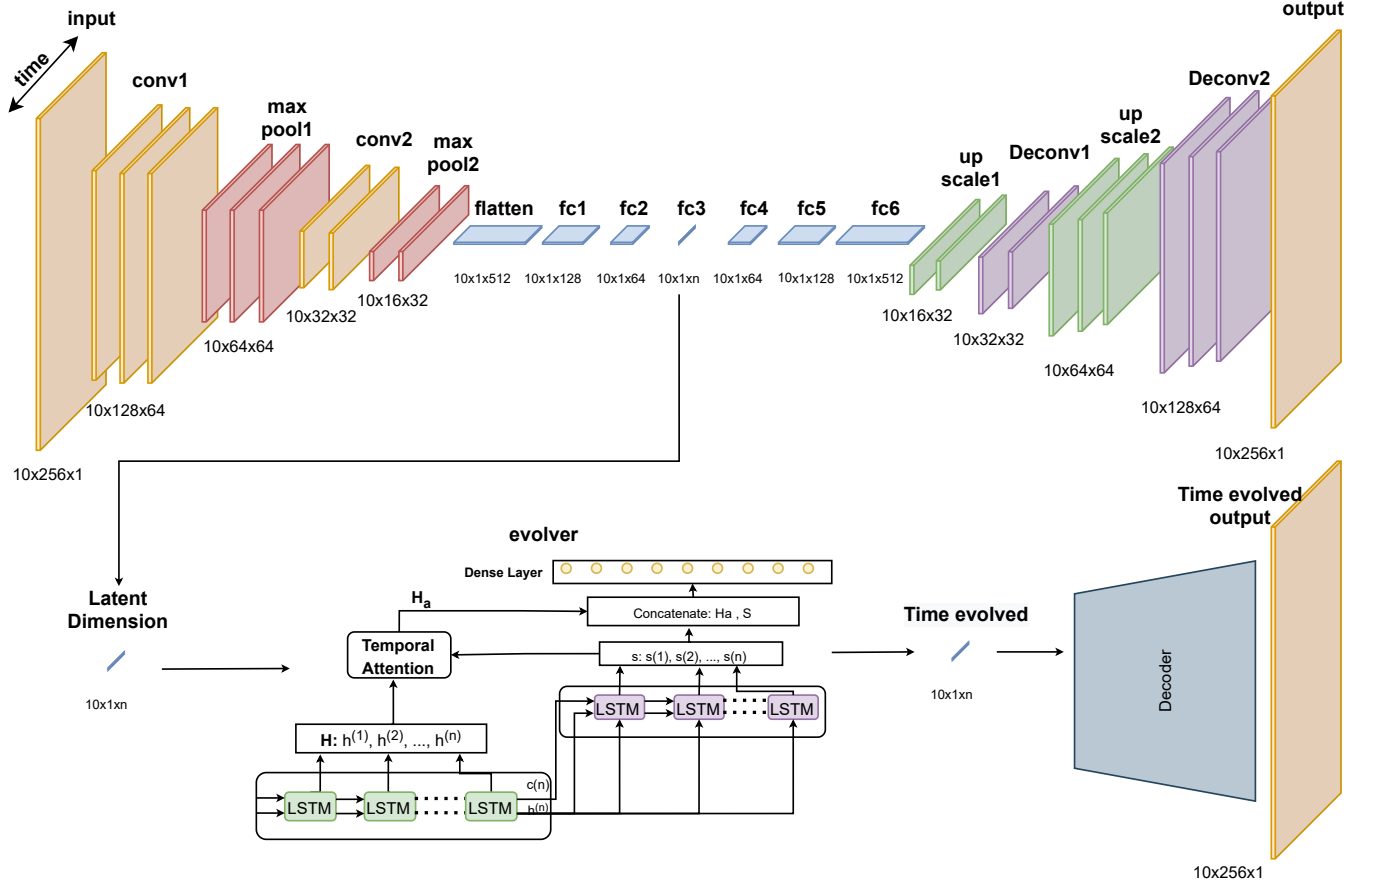 input
output
time
conv1
max
pool1
conv2
max
pool2
flatten
fc1
fc2
fc3
fc4
fc5
fc6
up
scale1
Deconv1
up
scale2
Deconv2
10x256x1
10x128x64
10x64x64
10x32x32
10x16x32
10x1x512
10x1x128
10x1x64
10x1xn
10x1x64
10x1x128
10x1x512
10x16x32
10x32x32
10x64x64
10x128x64
10x256x1
Latent
Dimension
10x1xn
evolver
Dense Layer
Concatenate: Ha , S
Hₐ
Temporal
Attention
s: s(1), s(2), ..., s(n)
LSTM
LSTM
LSTM
H: h⁽¹⁾, h⁽²⁾, ..., h⁽ⁿ⁾
LSTM
LSTM
LSTM
c(n)
h⁽ⁿ⁾
Time evolved
10x1xn
Decoder
Time evolved
output
10x256x1